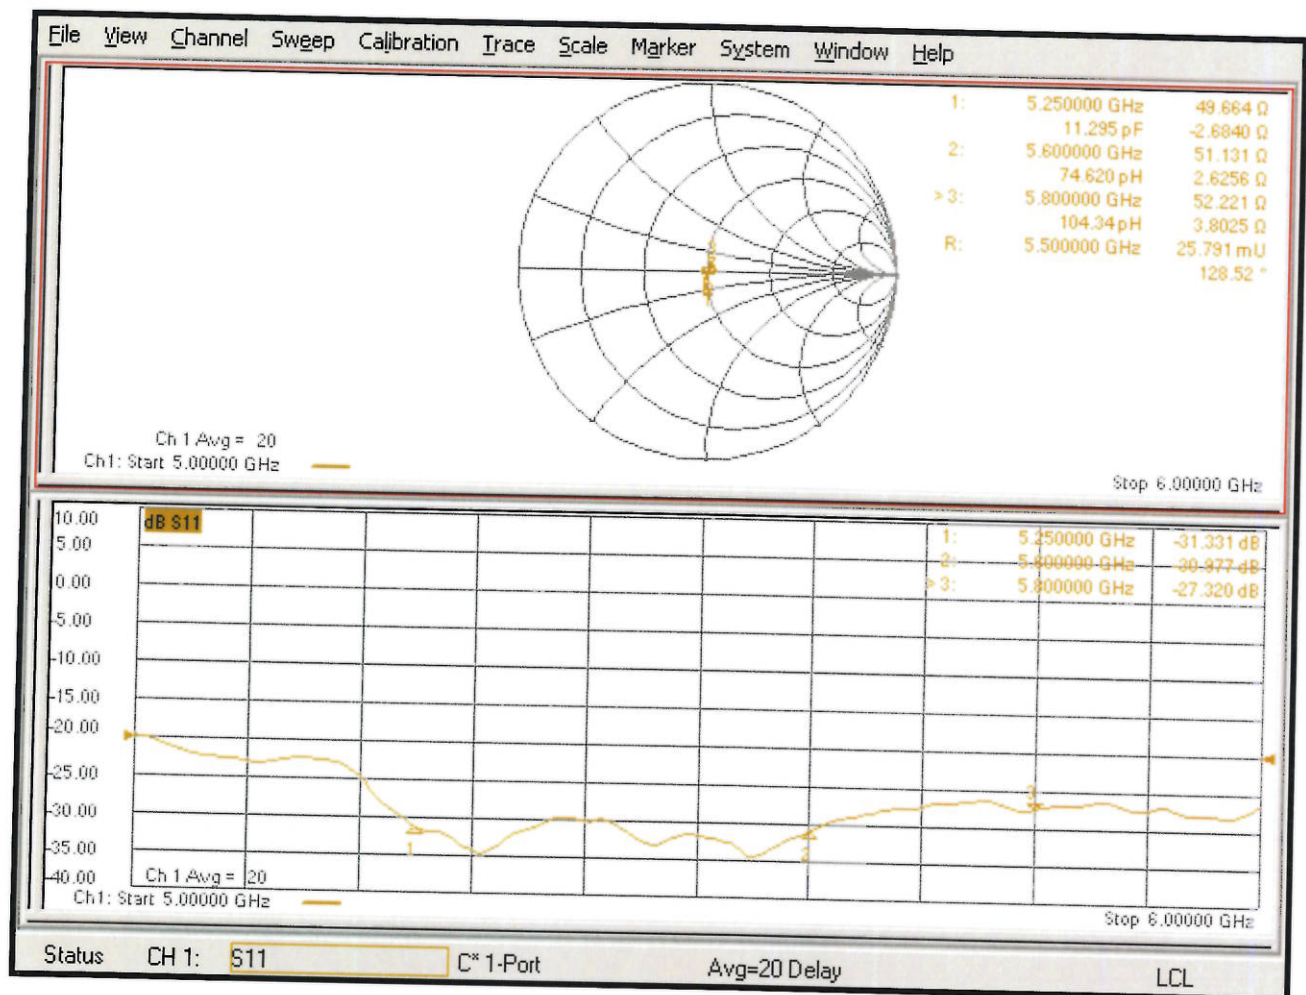 File View Channel Sweep Calibration Trace Scale Marker System Window Help
1: 5.250000 GHz 49.664 Ω
11.295 pF -2.6840 Ω
2: 5.600000 GHz 51.131 Ω
74.620 pH 2.6256 Ω
> 3: 5.800000 GHz 52.221 Ω
104.34 pH 3.8025 Ω
R: 5.500000 GHz 25.791 mU
128.52 °
Ch 1 Avg = 20
Ch1: Start 5.00000 GHz
Stop 6.00000 GHz
10.00
5.00
0.00
-5.00
-10.00
-15.00
-20.00
-25.00
-30.00
-35.00
-40.00
dB S11
1: 5.250000 GHz -31.331 dB
2: 5.600000 GHz -30.977 dB
> 3: 5.800000 GHz -27.320 dB
1
2
3
Ch 1 Avg = 20
Ch1: Start 5.00000 GHz
Stop 6.00000 GHz
Status CH 1: S11 C* 1-Port Avg=20 Delay LCL